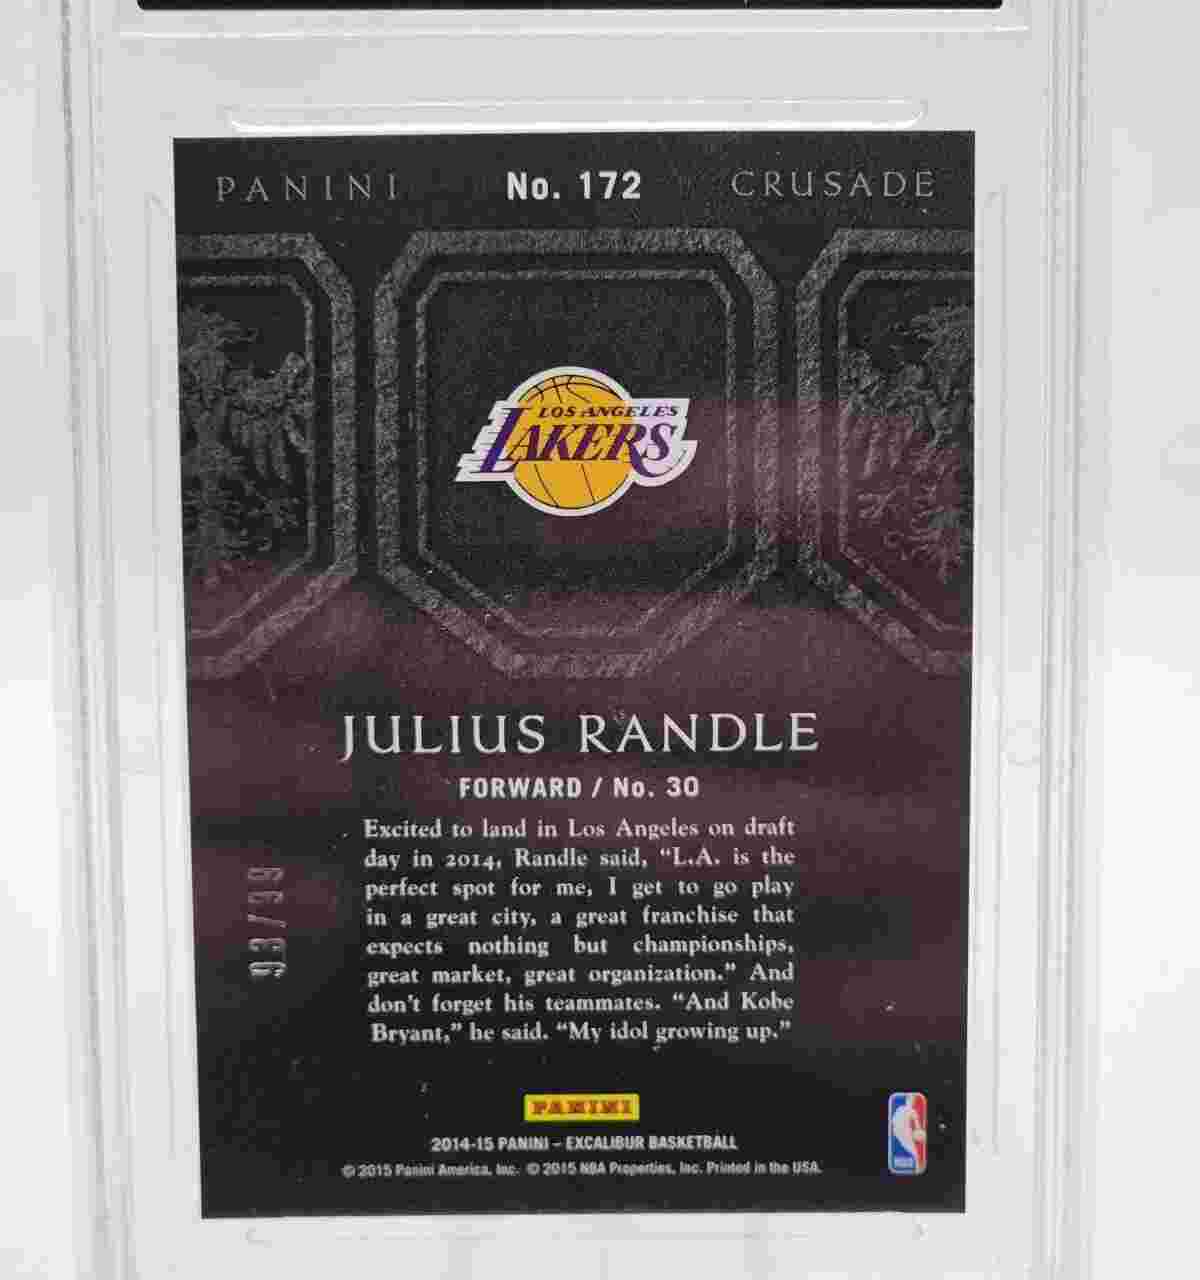 PANINI No. 172 CRUSADE
LOS ANGELES
LAKERS
JULIUS RANDLE
FORWARD / No. 30
Excited to land in Los Angeles on draft
day in 2014, Randle said, “L.A. is the
perfect spot for me, I get to go play
in a great city, a great franchise that
expects nothing but championships,
great market, great organization.” And
don't forget his teammates. “And Kobe
Bryant,” he said. “My idol growing up.”
93/99
PANINI
2014-15 PANINI – EXCALIBUR BASKETBALL
© 2015 Panini America, Inc. © 2015 NBA Properties, Inc. Printed in the USA.
NBA